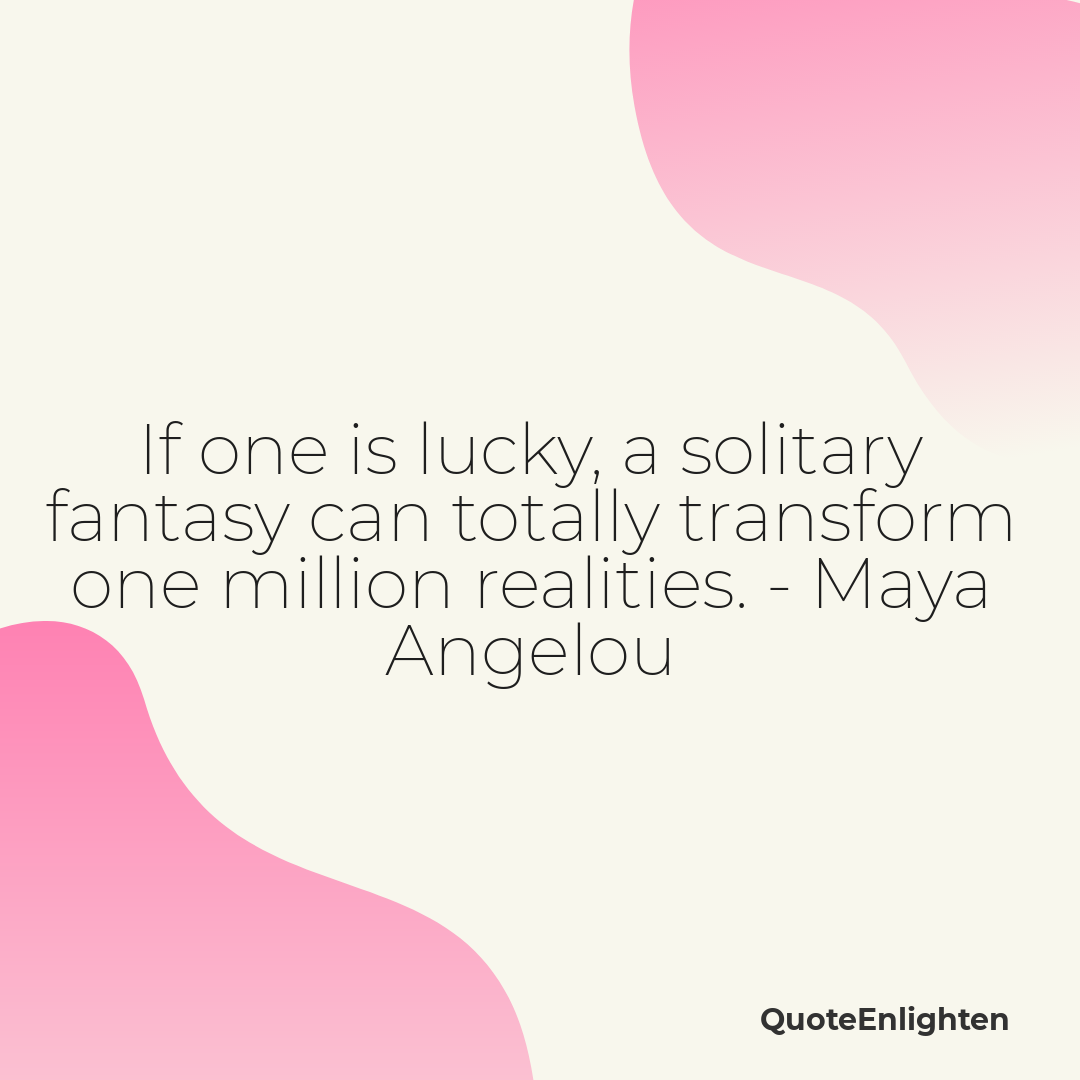 If one is lucky, a solitary
fantasy can totally transform
one million realities. - Maya
Angelou
QuoteEnlighten